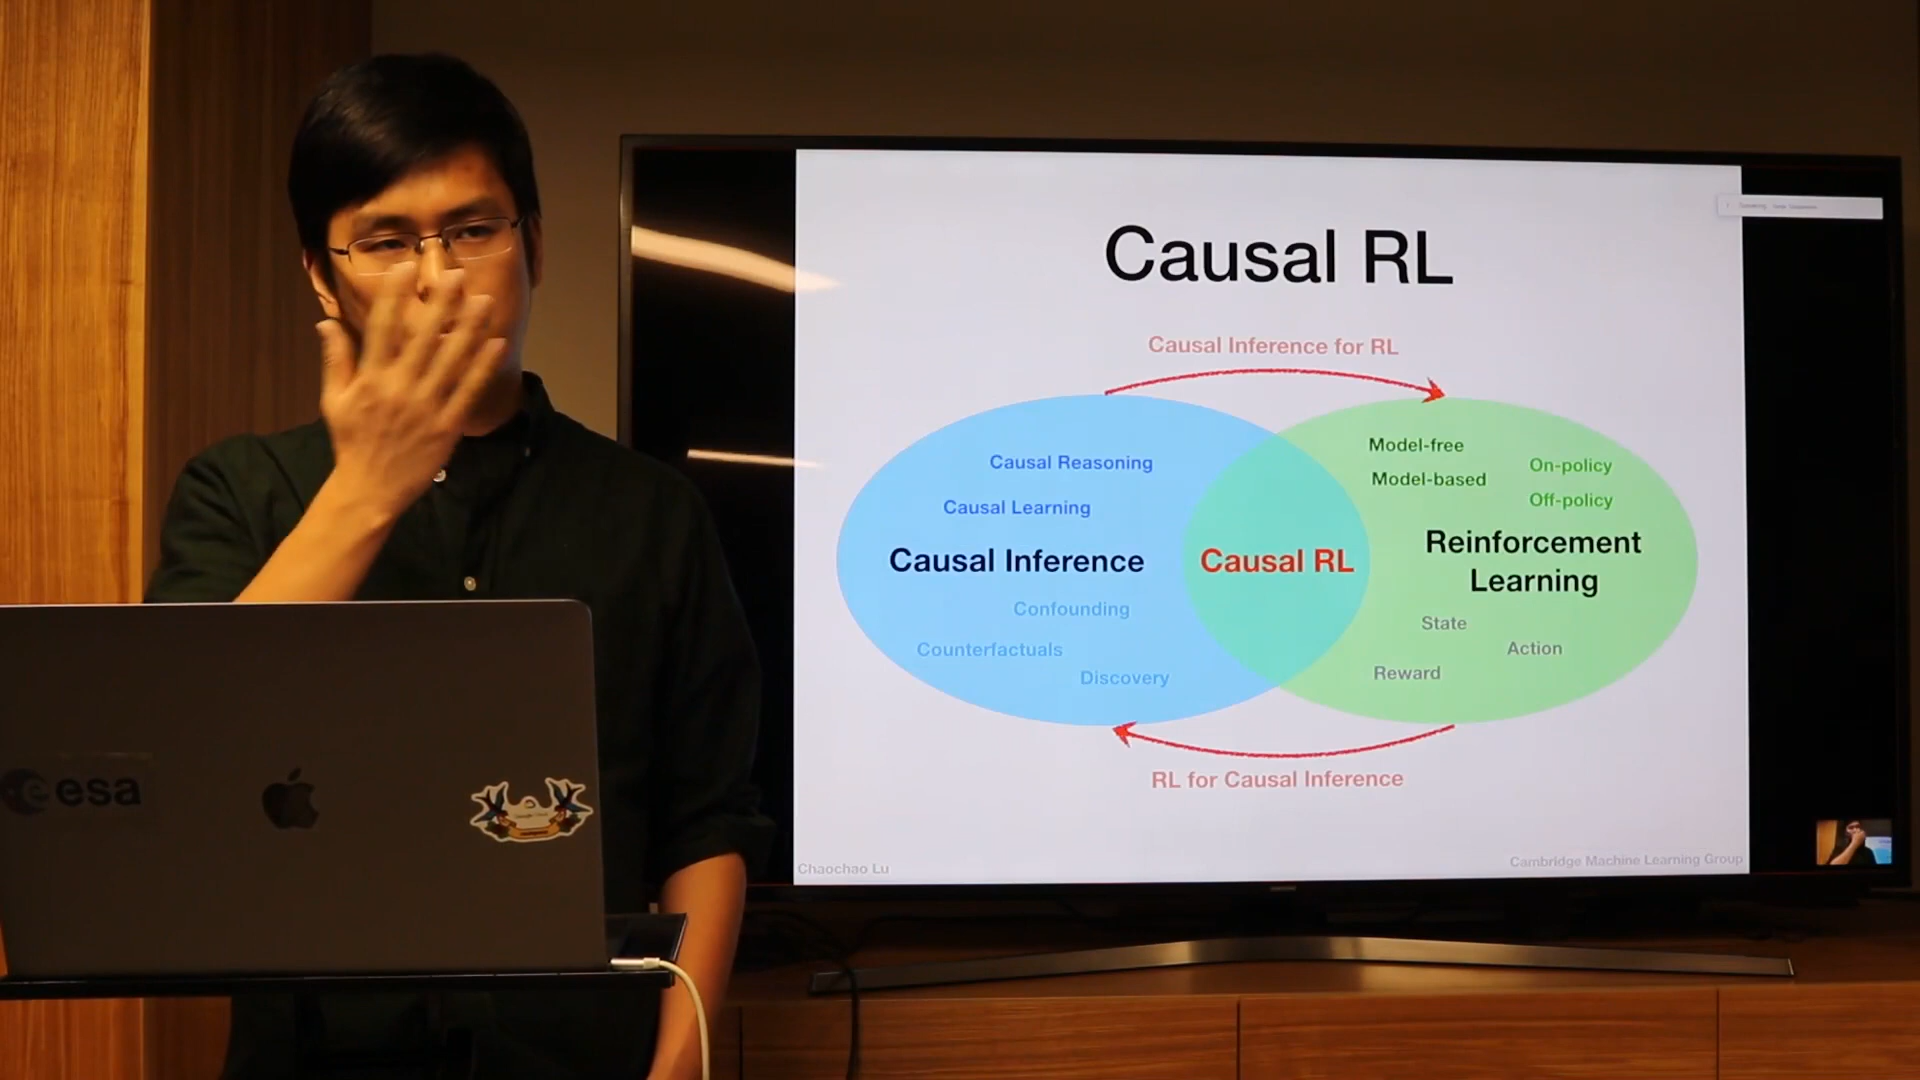 Causal RL
Causal Inference for RL
Causal Reasoning
Causal Learning
Causal Inference
Confounding
Counterfactuals
Discovery
Causal RL
Model-free
Model-based
On-policy
Off-policy
Reinforcement
Learning
State
Action
Reward
RL for Causal Inference
Chaochao Lu
Cambridge Machine Learning Group
esa